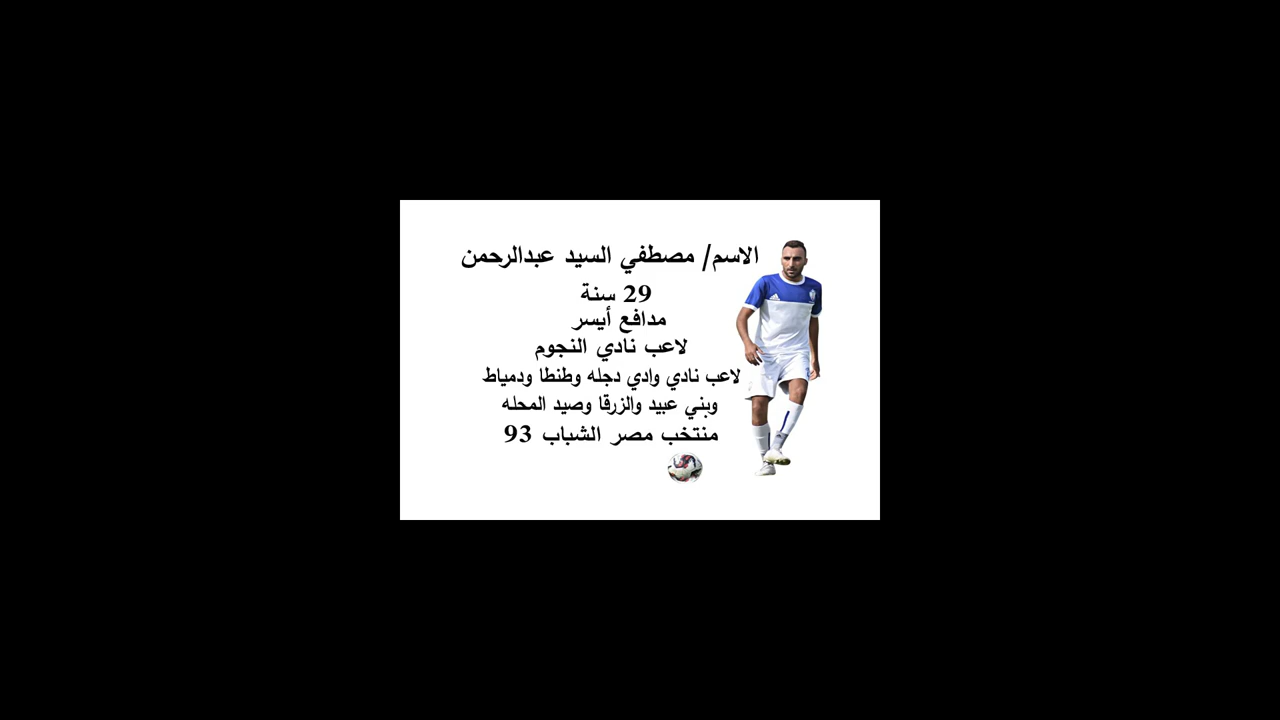 الاسم/ مصطفي السيد عبدالرحمن
29 سنة
مدافع أيسر
لاعب نادي النجوم
لاعب نادي وادي دجله وطنطا ودمياط
وبني عبيد والزرقا وصيد المحله
منتخب مصر الشباب 93